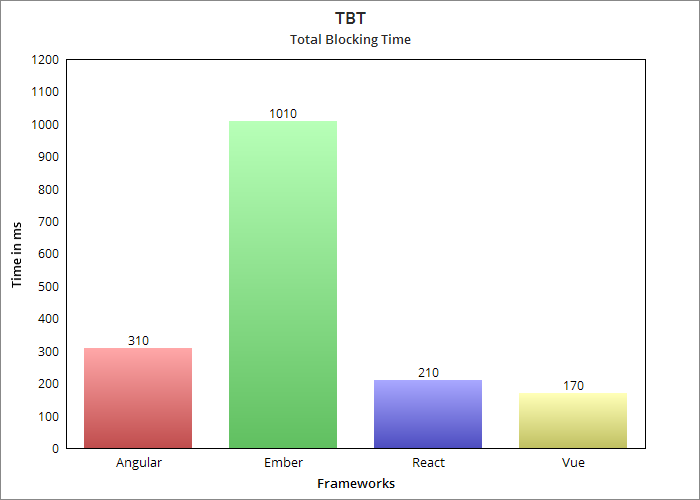 TBT
Total Blocking Time
1200
1100
1000
900
800
700
600
500
400
300
200
100
0
Time in ms
310
1010
210
170
Angular
Ember
React
Vue
Frameworks